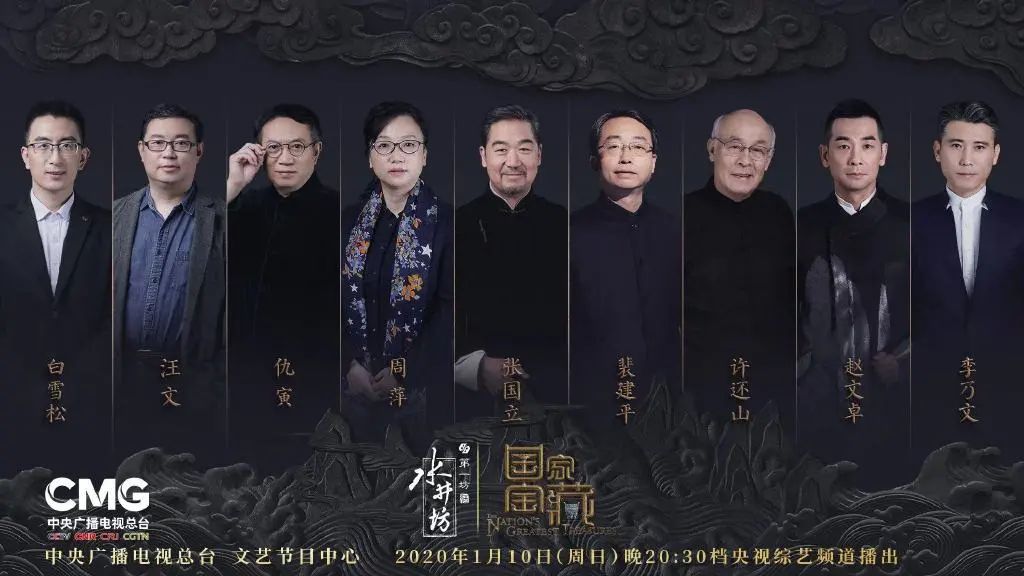 白雪松
汪文
仇寅
周萍
张国立
裴建平
许还山
赵文卓
李乃文
第一坊
水井坊
国家宝藏
NATION'S
GREATEST TREASURES
CMG
中央广播电视总台
CCTV CNR CRI CGTN
中央广播电视总台 文艺节目中心 2020年1月10日(周日)晚20:30档央视综艺频道播出